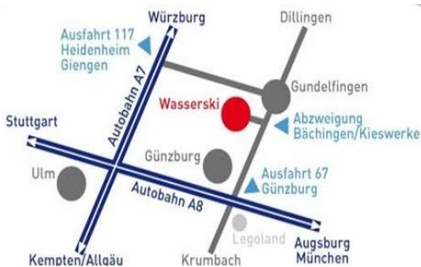 Würzburg
Dillingen
Ausfahrt 117
Heidenheim
Giengen
Gundelfingen
Wasserski
Autobahn A7
Abzweigung
Bächingen/Kieswerke
Stuttgart
Günzburg
Ulm
Ausfahrt 67
Günzburg
Autobahn A8
Legoland
Augsburg
München
Kempten/Allgäu
Krumbach